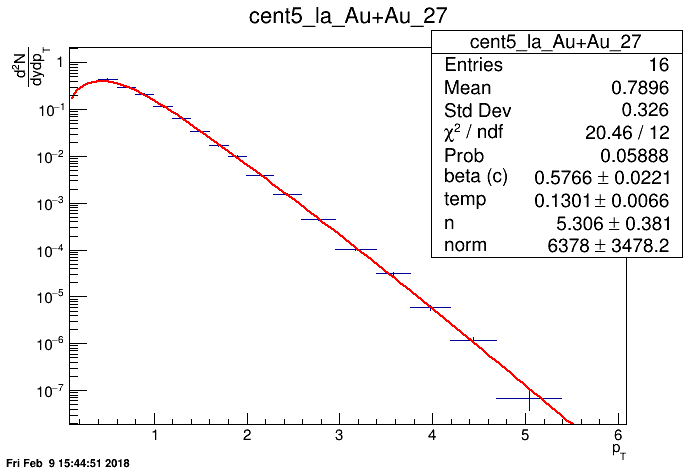 cent5_la_Au+Au_27
d²N
dydp_T
cent5_la_Au+Au_27
Entries 16
Mean 0.7896
Std Dev 0.326
χ² / ndf 20.46 / 12
Prob 0.05888
beta (c) 0.5766 ± 0.0221
temp 0.1301 ± 0.0066
n 5.306 ± 0.381
norm 6378 ± 3478.2
1
10⁻¹
10⁻²
10⁻³
10⁻⁴
10⁻⁵
10⁻⁶
10⁻⁷
1 2 3 4 5 6
p_T
Fri Feb 9 15:44:51 2018